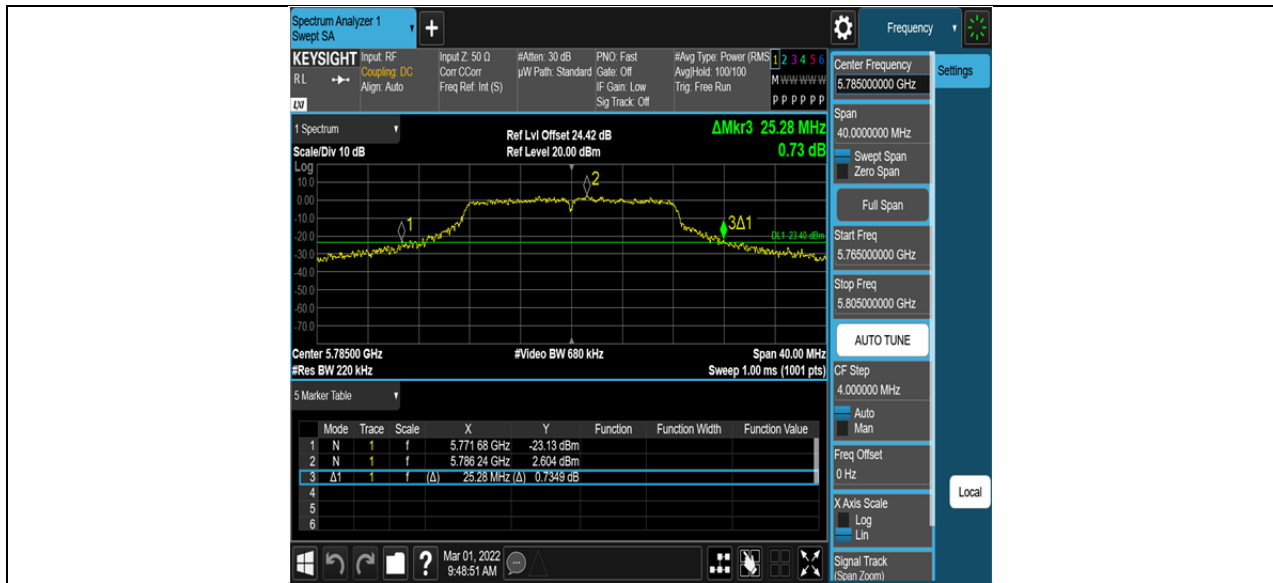 Spectrum Analyzer 1
Swept SA
+
Frequency
KEYSIGHT
RL
LXI
Input: RF
Coupling: DC
Align: Auto
Input Z: 50 Ω
Corr CCorr
Freq Ref: Int (S)
#Atten: 30 dB
µW Path: Standard
PNO: Fast
Gate: Off
IF Gain: Low
Sig Track: Off
#Avg Type: Power (RMS
Avg|Hold: 100/100
Trig: Free Run
1 2 3 4 5 6
M W W W W W
P P P P P P
1 Spectrum
Scale/Div 10 dB
Ref Lvl Offset 24.42 dB
Ref Level 20.00 dBm
ΔMkr3 25.28 MHz
0.73 dB
Log
10.0
0.00
-10.0
-20.0
-30.0
-40.0
-50.0
-60.0
-70.0
1
2
3Δ1
DL1 -23.40 dBm
Center 5.78500 GHz
#Res BW 220 kHz
#Video BW 680 kHz
Span 40.00 MHz
Sweep 1.00 ms (1001 pts)
5 Marker Table
Mode Trace Scale X Y Function Function Width Function Value
1 N 1 f 5.771 68 GHz -23.13 dBm
2 N 1 f 5.786 24 GHz 2.604 dBm
3 Δ1 1 f (Δ) 25.28 MHz (Δ) 0.7349 dB
4
5
6
?
Mar 01, 2022
9:48:51 AM
Center Frequency
5.785000000 GHz
Span
40.0000000 MHz
Swept Span
Zero Span
Full Span
Start Freq
5.765000000 GHz
Stop Freq
5.805000000 GHz
AUTO TUNE
CF Step
4.000000 MHz
Auto
Man
Freq Offset
0 Hz
X Axis Scale
Log
Lin
Signal Track
(Span Zoom)
Settings
Local